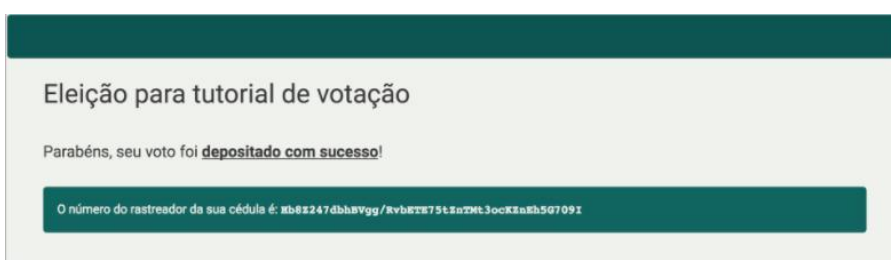 Eleição para tutorial de votação
Parabéns, seu voto foi depositado com sucesso!
O número do rastreador da sua cédula é: